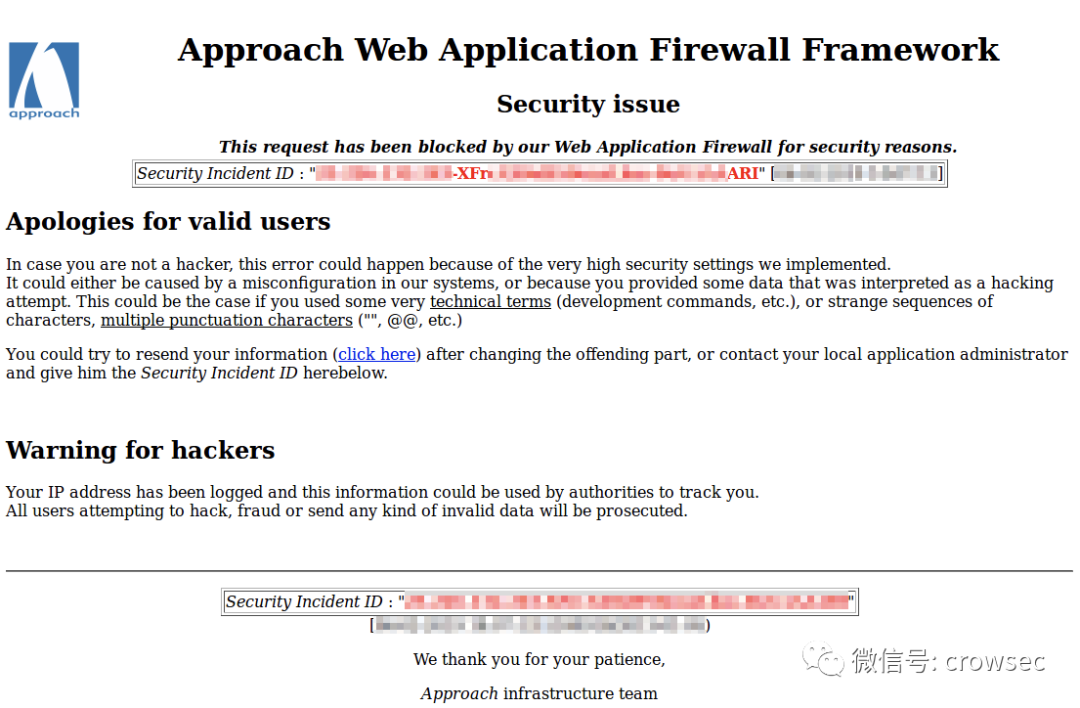 approach
Approach Web Application Firewall Framework
Security issue
This request has been blocked by our Web Application Firewall for security reasons.
Security Incident ID : " -XFr ARI" [ ]
Apologies for valid users
In case you are not a hacker, this error could happen because of the very high security settings we implemented.
It could either be caused by a misconfiguration in our systems, or because you provided some data that was interpreted as a hacking
attempt. This could be the case if you used some very technical terms (development commands, etc.), or strange sequences of
characters, multiple punctuation characters ("", @@, etc.)
You could try to resend your information (click here) after changing the offending part, or contact your local application administrator
and give him the Security Incident ID herebelow.
Warning for hackers
Your IP address has been logged and this information could be used by authorities to track you.
All users attempting to hack, fraud or send any kind of invalid data will be prosecuted.
Security Incident ID : " "
[ )
We thank you for your patience,
微信号: crowsec
Approach infrastructure team